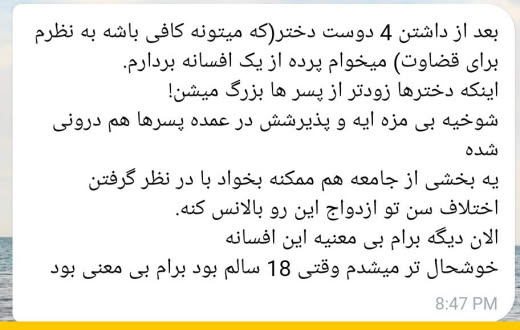 بعد از داشتن 4 دوست دختر(که میتونه کافی باشه به نظرم
برای قضاوت) میخوام پرده از یک افسانه بردارم.
اینکه دخترها زودتر از پسر ها بزرگ میشن!
شوخیه بی مزه ایه و پذیرشش در عمده پسرها هم درونی
شده
یه بخشی از جامعه هم ممکنه بخواد با در نظر گرفتن
اختلاف سن تو ازدواج این رو بالانس کنه.
الان دیگه برام بی معنیه این افسانه
خوشحال تر میشدم وقتی 18 سالم بود برام بی معنی بود
8:47 PM